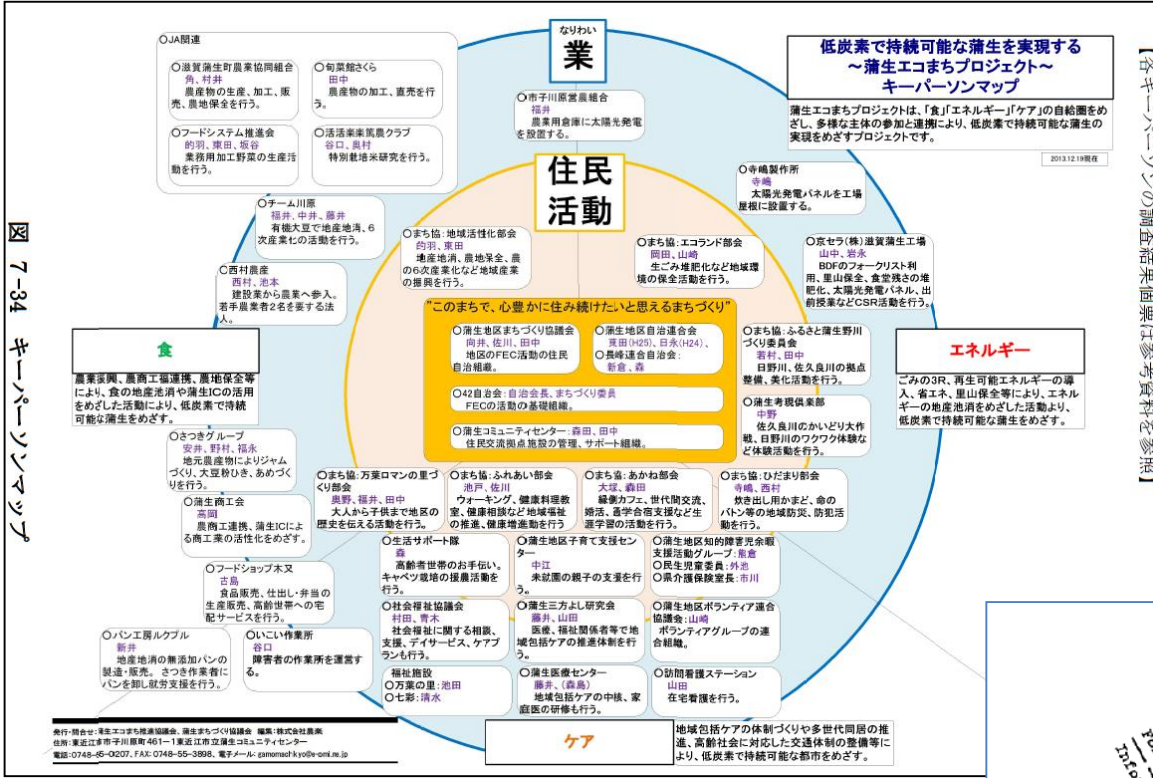 なりわい
業
低炭素で持続可能な蒲生を実現する
~蒲生エコまちプロジェクト~
キーパーソンマップ
蒲生エコまちプロジェクトは、「食」「エネルギー」「ケア」の自給圏をめ
ざし、多様な主体の参加と連携により、低炭素で持続可能な蒲生の
実現をめざすプロジェクトです。
2013.12.19現在
【各キーパーソンの調査結果個票は参考資料を参照】
図 7-34 キーパーソンマップ
○JA関連
○滋賀蒲生町農業協同組合
角、村井
農産物の生産、加工、販
売、農地保全を行う。
○旬菜館さくら
田中
農産物の加工、直売を行
う。
○フードシステム推進会
的羽、東田、坂谷
業務用加工野菜の生産活
動を行う。
○活活楽楽篤農クラブ
谷口、奥村
特別栽培米研究を行う。
○市子川原営農組合
福井
農業用倉庫に太陽光発電
を設置する。
住民
活動
○寺嶋製作所
寺嶋
太陽光発電パネルを工場
屋根に設置する。
○チーム川原
福井、中井、藤井
有機大豆で地産地消、6
次産業化の活動を行う。
○まち協:地域活性化部会
的羽、東田
地産地消、農地保全、農
の6次産業化など地域産業
の振興を行う。
○まち協:エコランド部会
岡田、山崎
生ごみ堆肥化など地域環
境の保全活動を行う。
○京セラ(株)滋賀蒲生工場
山中、岩永
BDFのフォークリスト利
用、里山保全、食堂残さの堆
肥化、太陽光発電パネル、出
前授業などCSR活動を行う。
○西村農産
西村、池本
建設業から農業へ参入。
若手農業者2名を要する法
人。
"このまちで、心豊かに住み続けたいと思えるまちづくり"
○蒲生地区まちづくり協議会
向井、佐川、田中
地区のFEC活動の住民
自治組織。
○蒲生地区自治連合会
東田(H25)、日永(H24)、
○長峰連合自治会:
新倉、森
○42自治会:自治会長、まちづくり委員
FECの活動の基礎組織。
○蒲生コミュニティセンター:森田、田中
住民交流拠点施設の管理、サポート組織。
○まち協:ふるさと蒲生野川
づくり委員会
若村、田中
日野川、佐久良川の拠点
整備、美化活動を行う。
○蒲生考現倶楽部
中野
佐久良川のかいどり大作
戦、日野川のワクワク体験な
ど体験活動を行う。
食
農業振興、農商工福連携、農地保全等
により、食の地産池消や蒲生ICの活用
をめざした活動により、低炭素で持続
可能な蒲生をめざす。
エネルギー
ごみの3R、再生可能エネルギーの導
入、省エネ、里山保全等により、エネル
ギーの地産池消をめざした活動より、
低炭素で持続可能な蒲生をめざす。
○さつきグループ
安井、野村、福永
地元農産物によりジャム
づくり、大豆粉ひき、あめづく
りを行う。
○蒲生商工会
高岡
農商工連携、蒲生ICによ
る商工業の活性化をめざす。
○まち協:万葉ロマンの里づ
くり部会
奥野、福井、田中
大人から子供まで地区の
歴史を伝える活動を行う。
○まち協:ふれあい部会
池戸、佐川
ウォーキング、健康料理教
室、健康相談など地域福祉
の推進、健康増進動を行う
○まち協:あかね部会
大塚、森田
縁側カフェ、世代間交流、
婚活、通学合宿支援など生
涯学習の活動を行う。
○まち協:ひだまり部会
寺嶋、西村
炊き出し用かまど、命の
バトン等の地域防災、防犯活
動を行う。
○フードショップ木又
古島
食品販売、仕出し・弁当の
生産販売、高齢世帯への宅
配サービスを行う。
○生活サポート隊
森
高齢者世帯のお手伝い。
キャベツ栽培の援農活動を
行う。
○蒲生地区子育て支援セン
ター
中江
未就園の親子の支援を行
う。
○蒲生地区知的障害児余暇
支援活動グループ:熊倉
○民生児童委員:外池
○県介護保険室長:市川
○社会福祉協議会
村田、青木
社会福祉に関する相談、
支援、デイサービス、ケアプ
ランも行う。
○蒲生三方よし研究会
藤井、山田
医療、福祉関係者等で地
域包括ケアの推進体制を行
う。
○蒲生地区ボランティア連合
協議会:山崎
ボランティアグループの連
合組織。
○パン工房ルクプル
新井
地産地消の無添加パンの
製造・販売。さつき作業者に
パンを卸し就労支援を行う。
○いこい作業所
谷口
障害者の作業所を運営す
る。
福祉施設
○万葉の里:池田
○七彩:清水
○蒲生医療センター
藤井、(森島)
地域包括ケアの中核、家
庭医の研修も行う。
○訪問看護ステーション
山田
在宅看護を行う。
ケア
地域包括ケアの体制づくりや多世代同居の推
進、高齢社会に対応した交通体制の整備等に
より、低炭素で持続可能な都市をめざす。
発行・問合せ:蒲生エコまち推進協議会、蒲生まちづくり協議会 編集:株式会社農楽
住所:東近江市市子川原町461-1東近江市立蒲生コミュニティセンター
電話:0748-55-0207、FAX:0748-55-3898、電子メール:gamomachkyo@e-omi.ne.jp